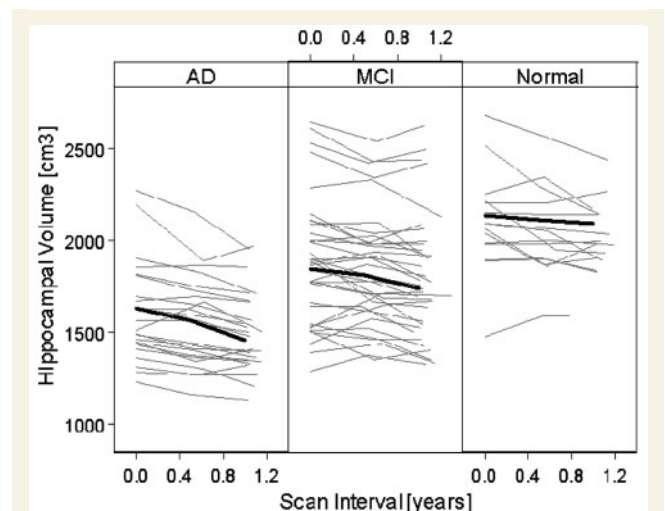 0.0 0.4 0.8 1.2
AD MCI Normal
Hippocampal Volume [cm3]
2500
2000
1500
1000
0.0 0.4 0.8 1.2 0.0 0.4 0.8 1.2
Scan Interval [years]